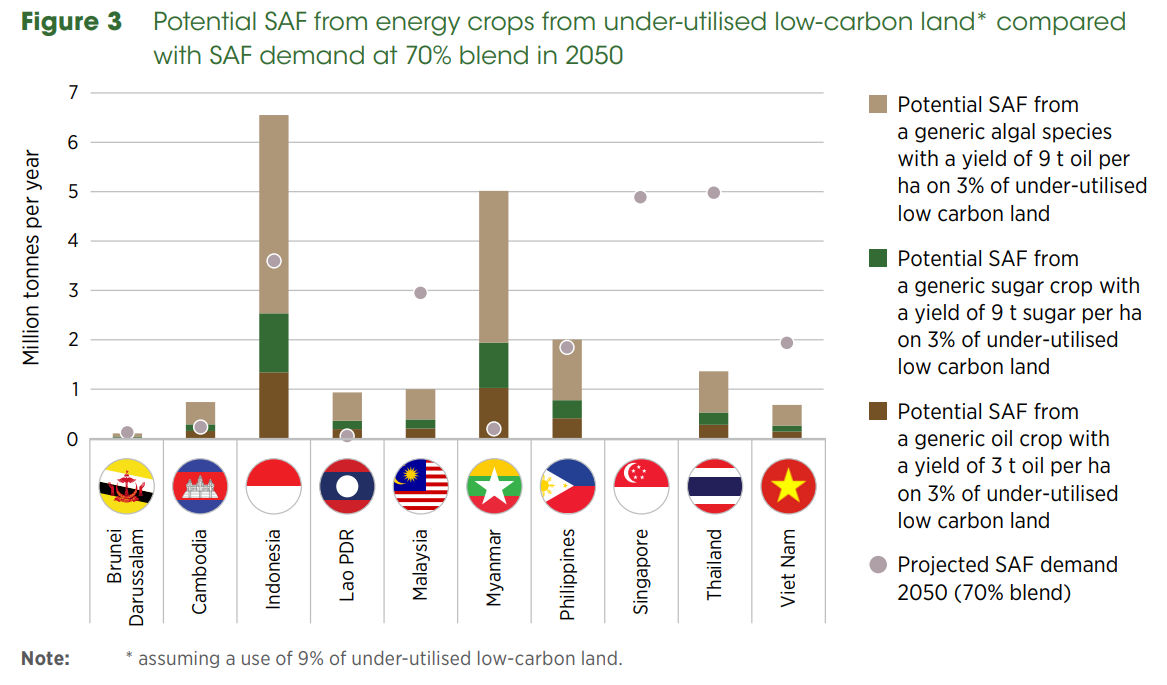 Figure 3 Potential SAF from energy crops from under-utilised low-carbon land* compared
with SAF demand at 70% blend in 2050
Million tonnes per year
7
6
5
4
3
2
1
0
Brunei
Darussalam
Cambodia
Indonesia
Lao PDR
Malaysia
Myanmar
Philippines
Singapore
Thailand
Viet Nam
Potential SAF from
a generic algal species
with a yield of 9 t oil per
ha on 3% of under-utilised
low carbon land
Potential SAF from
a generic sugar crop with
a yield of 9 t sugar per ha
on 3% of under-utilised
low carbon land
Potential SAF from
a generic oil crop with
a yield of 3 t oil per ha
on 3% of under-utilised
low carbon land
Projected SAF demand
2050 (70% blend)
Note: * assuming a use of 9% of under-utilised low-carbon land.